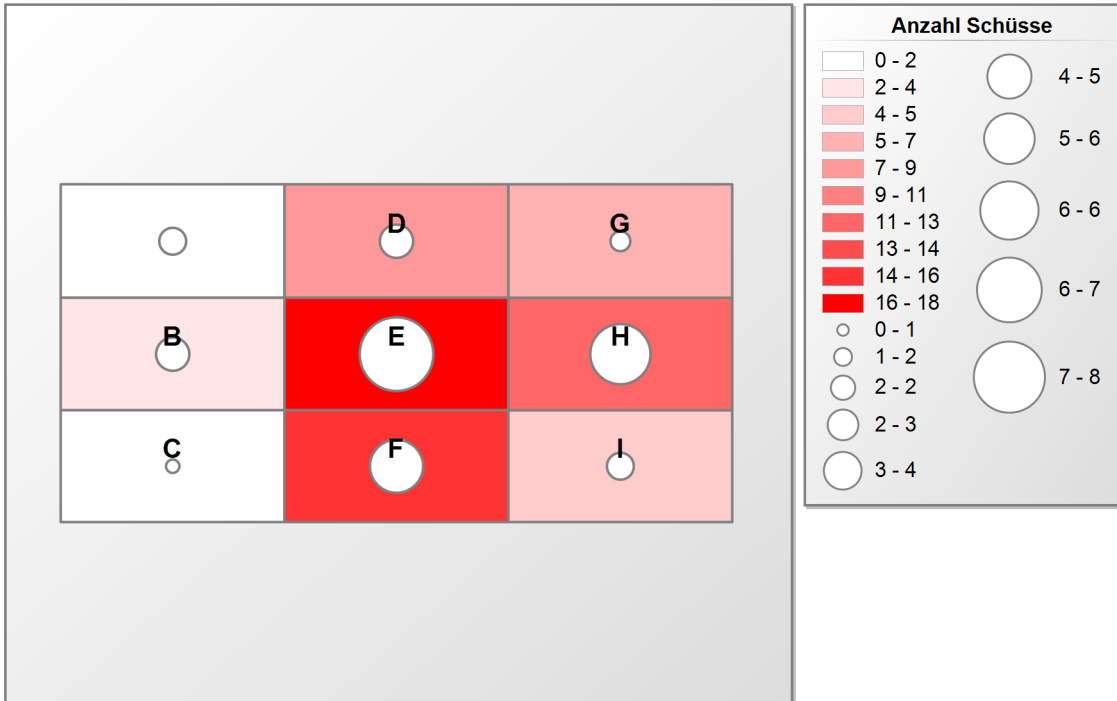 D
G
B
E
H
C
F
I
Anzahl Schüsse
0 - 2
2 - 4
4 - 5
5 - 7
7 - 9
9 - 11
11 - 13
13 - 14
14 - 16
16 - 18
0 - 1
1 - 2
2 - 2
2 - 3
3 - 4
4 - 5
5 - 6
6 - 6
6 - 7
7 - 8